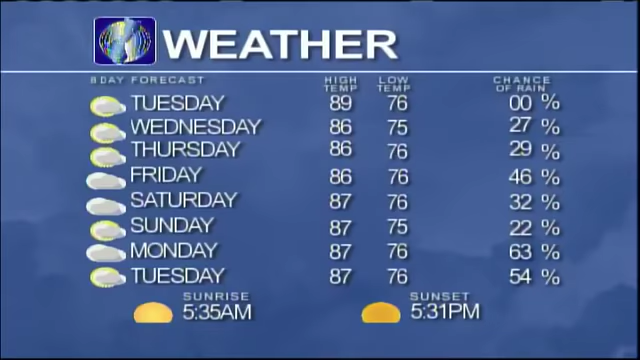 WEATHER
8 DAY FORECAST HIGH TEMP LOW TEMP CHANCE OF RAIN
TUESDAY 89 76 00 %
WEDNESDAY 86 75 27 %
THURSDAY 86 76 29 %
FRIDAY 86 76 46 %
SATURDAY 87 76 32 %
SUNDAY 87 75 22 %
MONDAY 87 76 63 %
TUESDAY 87 76 54 %
SUNRISE SUNSET
5:35AM 5:31PM